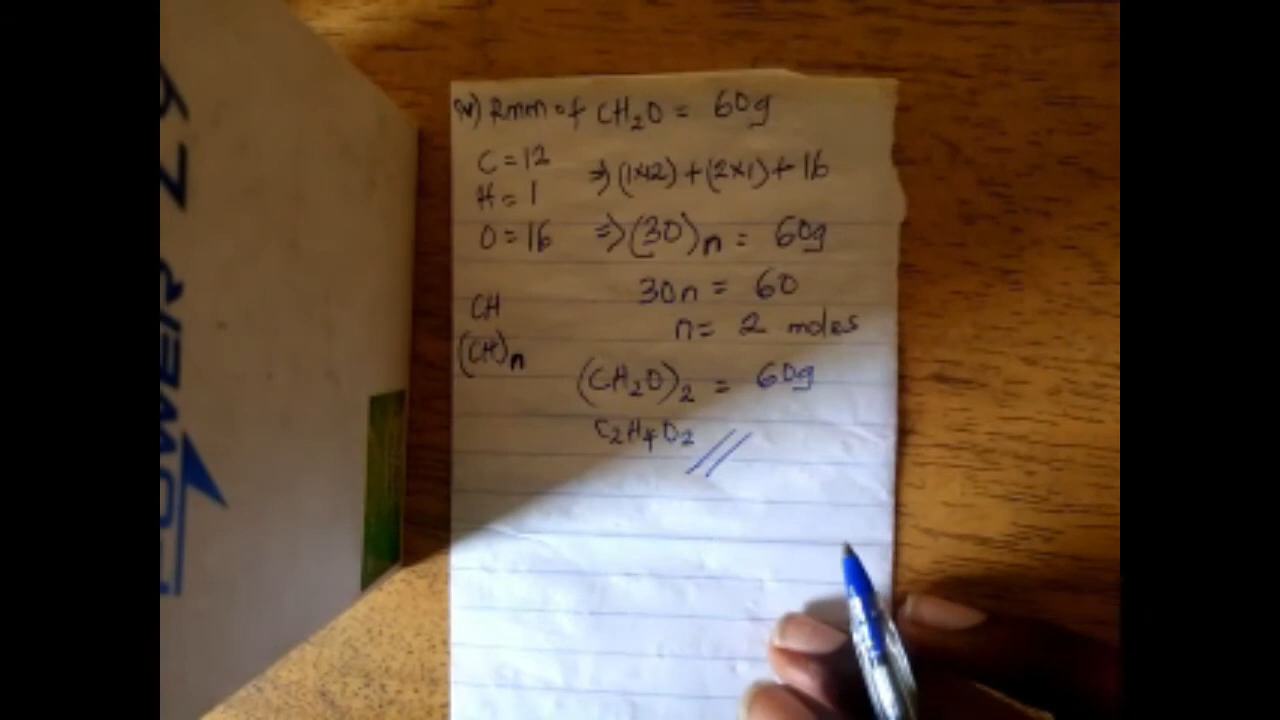 iv) Rmm of CH₂O = 60g
C = 12 ⇒ (1×12) + (2×1) + 16
H = 1
O = 16 ⇒ (30)n = 60g
30n = 60
CH
n = 2 moles
(CH)n
(CH₂O)₂ = 60g
C₂H₄O₂ //
POWER